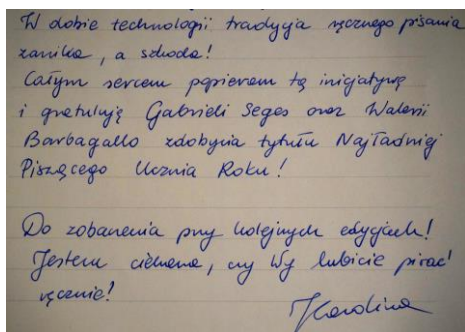 W dobie technologii tradycja ręcznego pisania
zanika, a szkoda!
Całym sercem popieram tą inicjatywę
i gratuluję Gabrieli Seges oraz Walerii
Barbagallo zdobycia tytułu Najładniej
Piszącego Ucznia Roku!
Do zobaczenia przy kolejnych edycjach!
Jestem ciekawa, czy Wy lubicie pisać
ręcznie!
Karolina